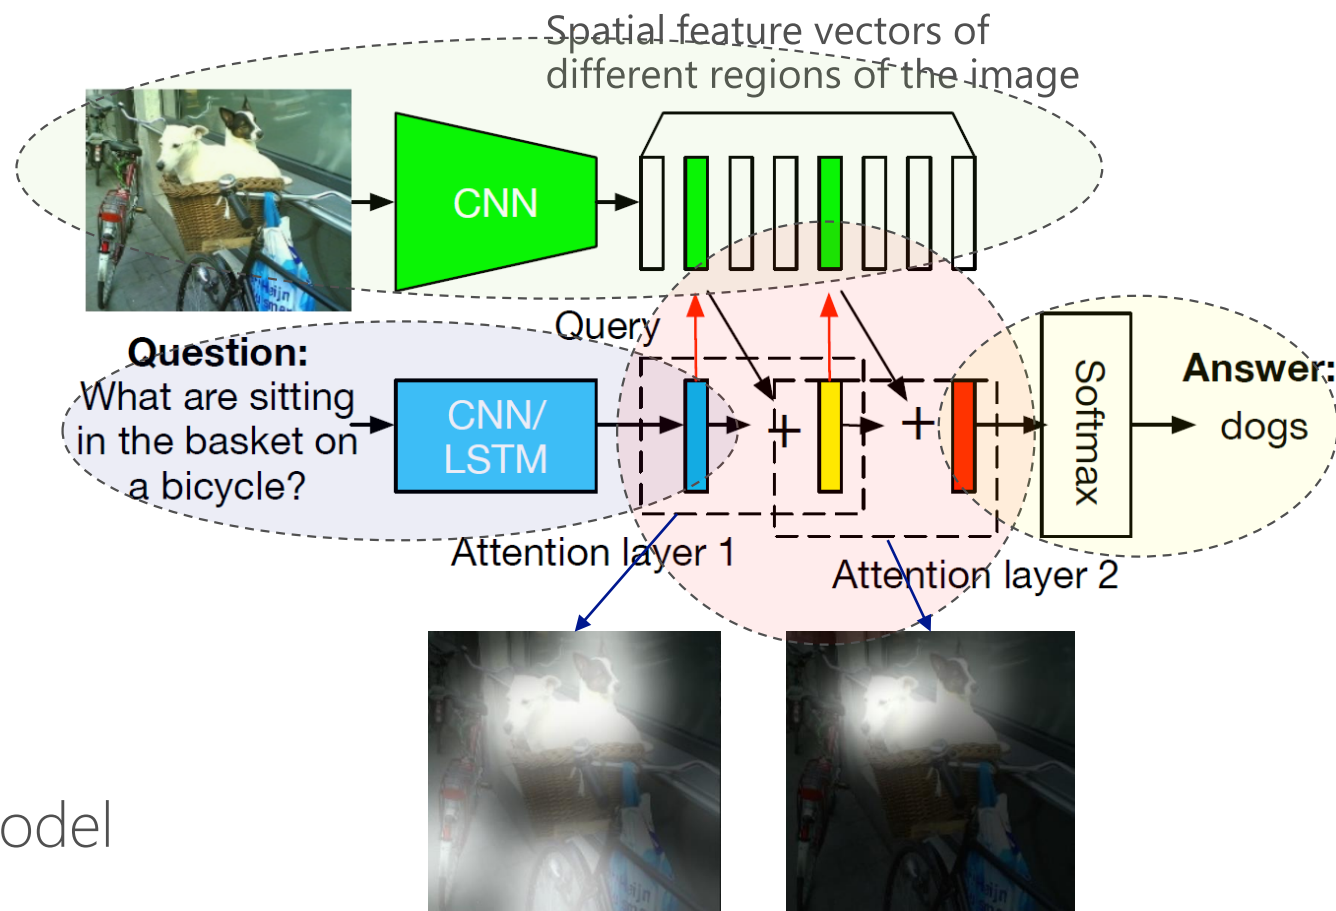 Spatial feature vectors of
different regions of the image
CNN
Query
Question:
What are sitting
in the basket on
a bicycle?
CNN/
LSTM
+
+
Softmax
Answer:
dogs
Attention layer 1
Attention layer 2
odel